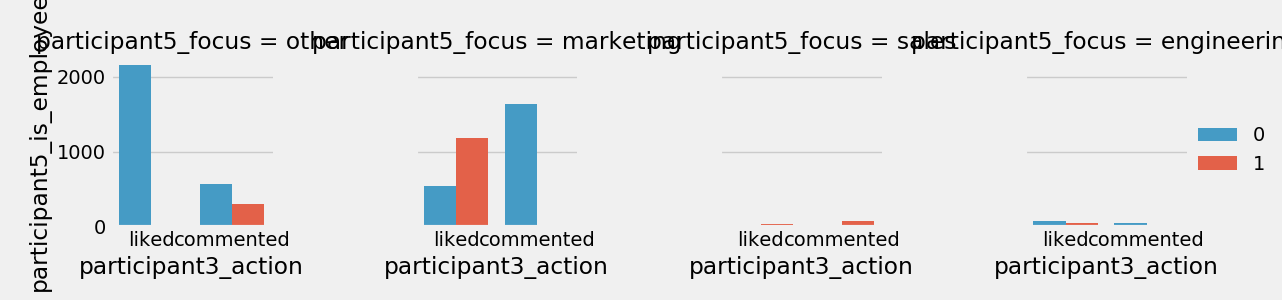 participant5_focus = other
participant5_focus = marketing
participant5_focus = sales
participant5_focus = engineerin
participant5_is_employee
2000
1000
0
liked commented
liked commented
liked commented
liked commented
participant3_action
participant3_action
participant3_action
participant3_action
0
1